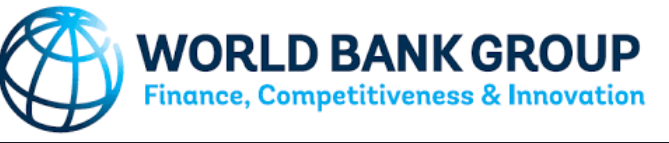 WORLD BANK GROUP
Finance, Competitiveness & Innovation